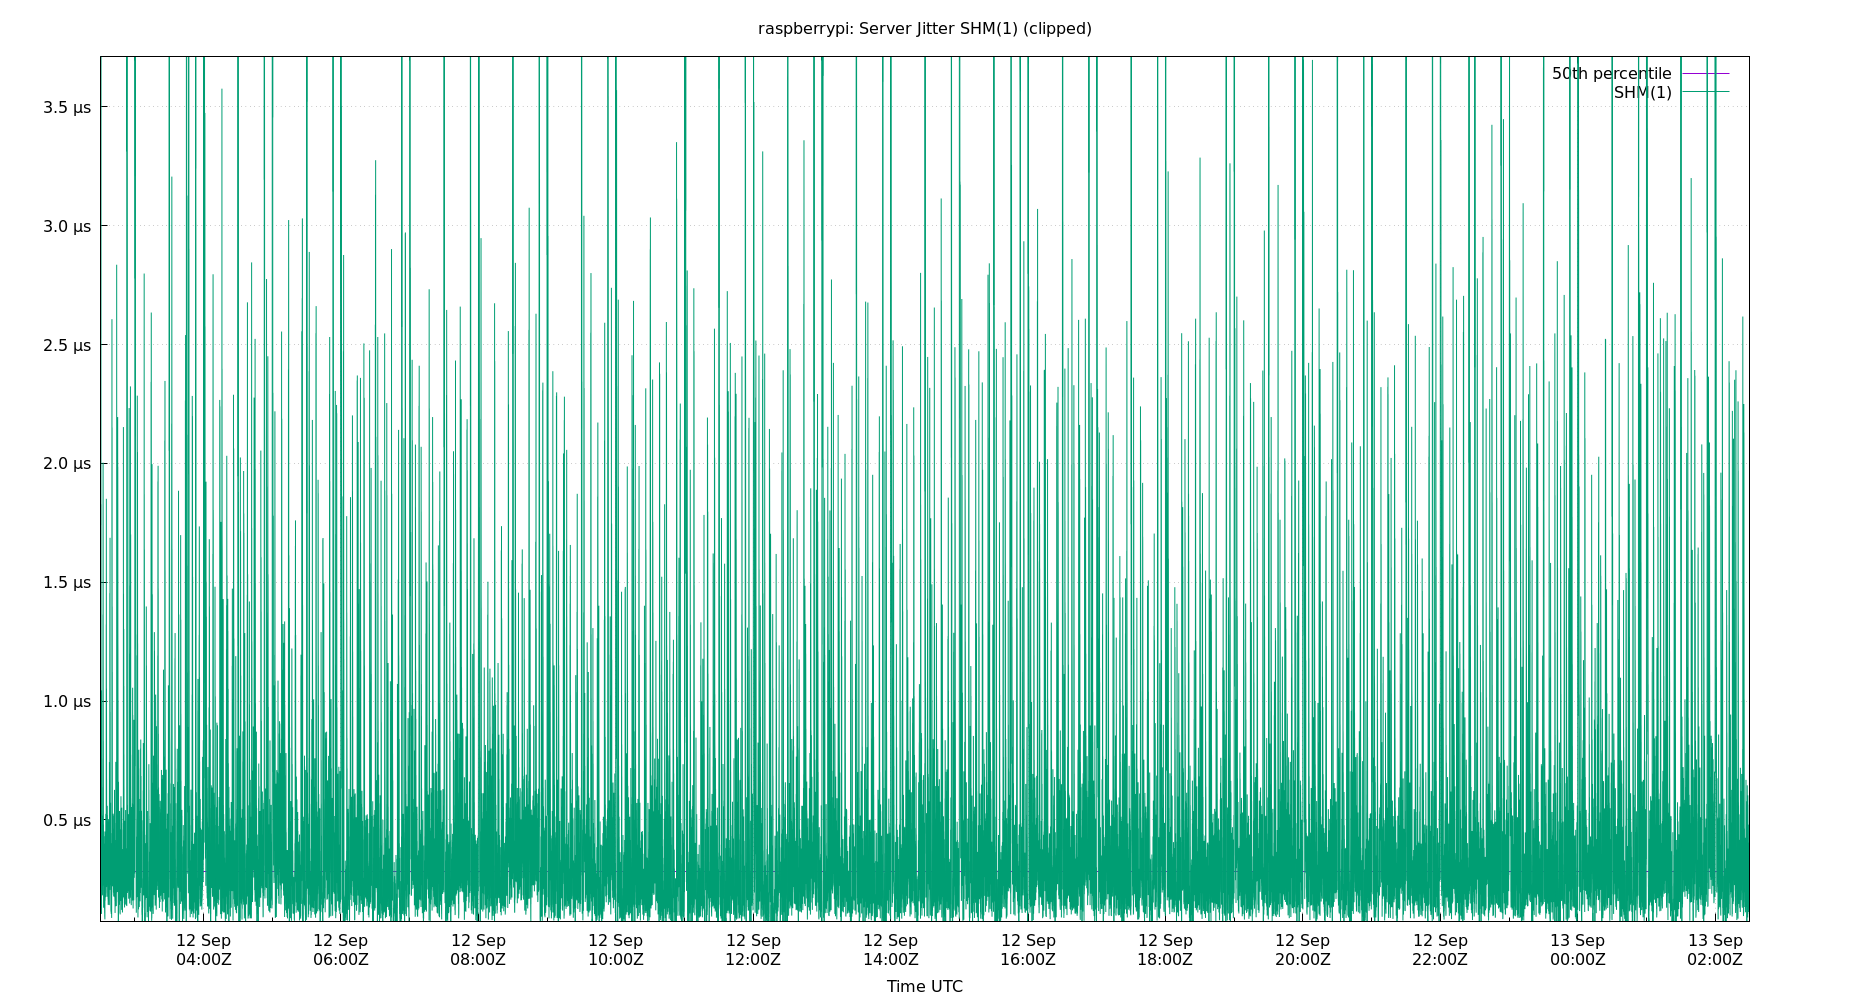 raspberrypi: Server Jitter SHM(1) (clipped)
50th percentile
SHM(1)
3.5 µs
3.0 µs
2.5 µs
2.0 µs
1.5 µs
1.0 µs
0.5 µs
12 Sep 12 Sep 12 Sep 12 Sep 12 Sep 12 Sep 12 Sep 12 Sep 12 Sep 12 Sep 13 Sep 13 Sep
04:00Z 06:00Z 08:00Z 10:00Z 12:00Z 14:00Z 16:00Z 18:00Z 20:00Z 22:00Z 00:00Z 02:00Z
Time UTC